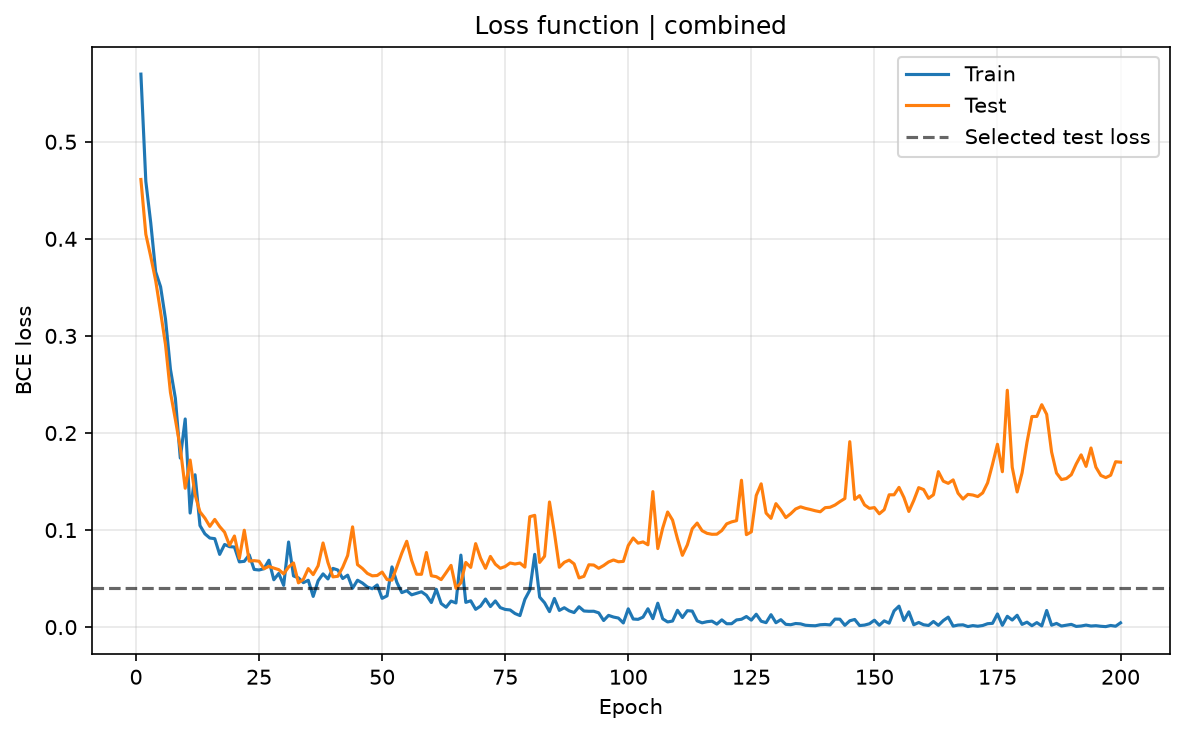 Loss function | combined
Train
Test
Selected test loss
BCE loss
0.5
0.4
0.3
0.2
0.1
0.0
0 25 50 75 100 125 150 175 200
Epoch